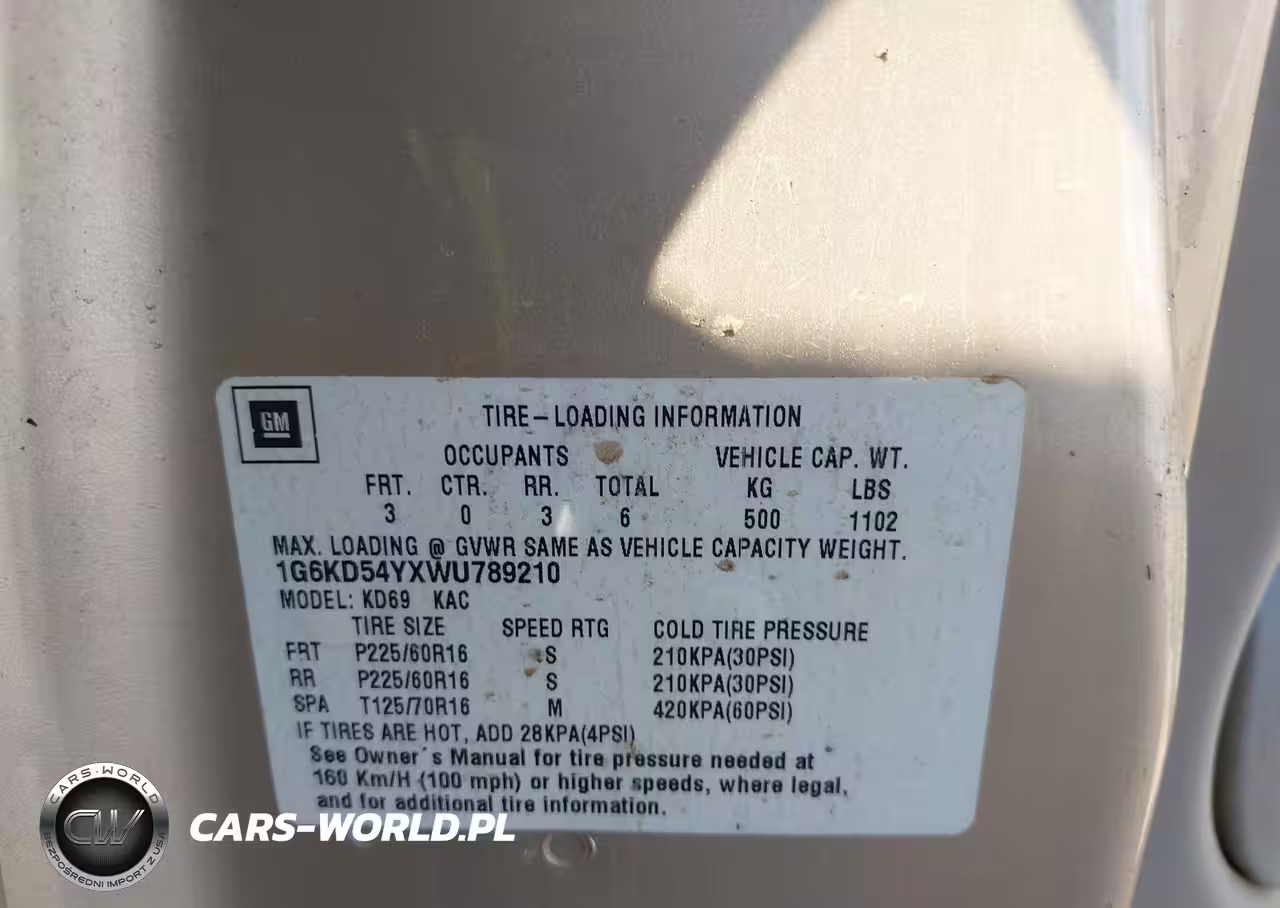 GM
TIRE-LOADING INFORMATION
OCCUPANTS VEHICLE CAP. WT.
FRT. CTR. RR. TOTAL KG LBS
3 0 3 6 500 1102
MAX. LOADING @ GVWR SAME AS VEHICLE CAPACITY WEIGHT.
1G6KD54YXWU789210
MODEL: KD69 KAC
TIRE SIZE SPEED RTG COLD TIRE PRESSURE
FRT P225/60R16 S 210KPA(30PSI)
RR P225/60R16 S 210KPA(30PSI)
SPA T125/70R16 M 420KPA(60PSI)
IF TIRES ARE HOT, ADD 28KPA(4PSI)
See Owner´s Manual for tire pressure needed at
160 Km/H (100 mph) or higher speeds, where legal,
and for additional tire information.
CARS-WORLD
CW
BEZPOŚREDNI IMPORT Z USA
CARS-WORLD.PL